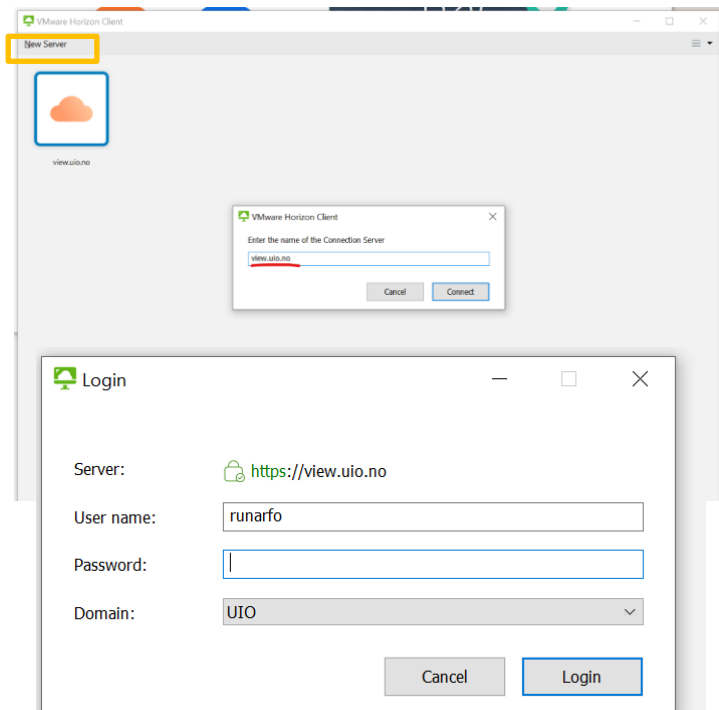 VMware Horizon Client
New Server
view.uio.no
VMware Horizon Client
Enter the name of the Connection Server
view.uio.no
Cancel Connect
Login
Server: https://view.uio.no
User name: runarfo
Password:
Domain: UIO
Cancel Login